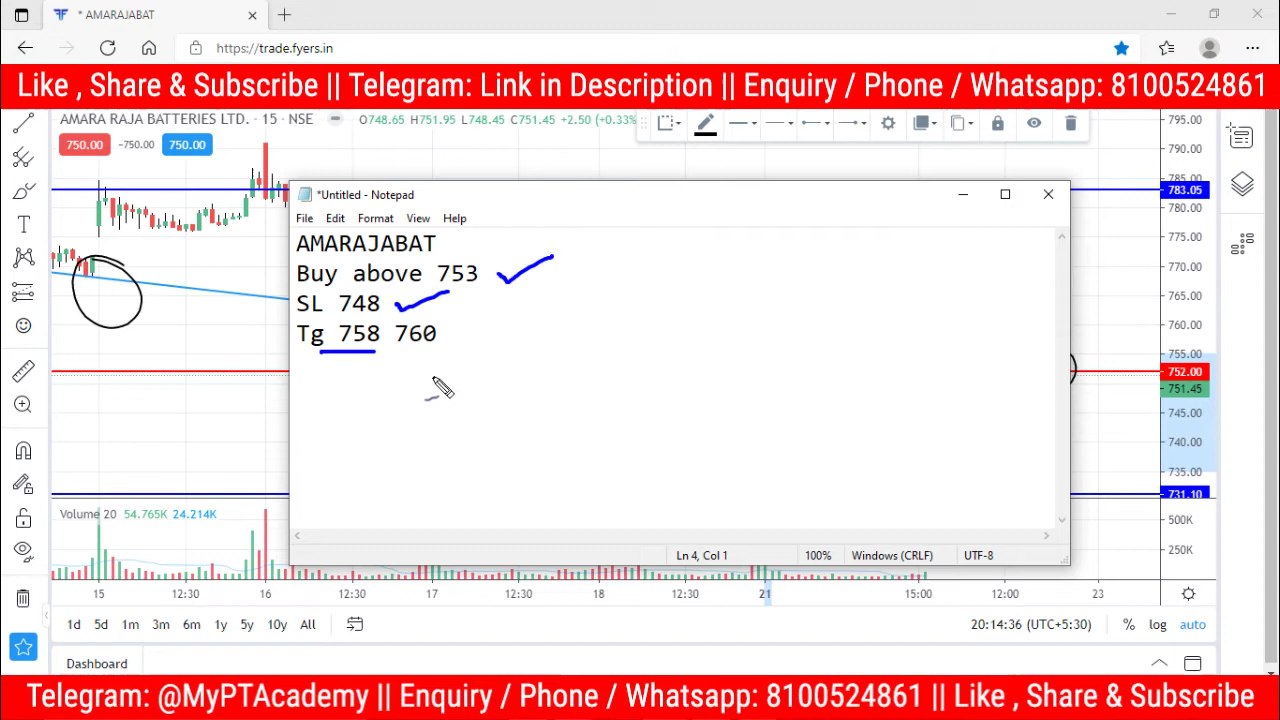 * AMARAJABAT
https://trade.fyers.in
Like , Share & Subscribe || Telegram: Link in Description || Enquiry / Phone / Whatsapp: 8100524861
AMARA RAJA BATTERIES LTD. · 15 · NSE
O748.65 H751.95 L748.45 C751.45 +2.50 (+0.33%
750.00 −750.00 750.00
795.00
790.00
785.00
783.05
780.00
775.00
770.00
765.00
760.00
755.00
752.00
751.45
745.00
740.00
735.00
731.10
*Untitled - Notepad
File Edit Format View Help
AMARAJABAT
Buy above 753
SL 748
Tg 758 760
Ln 4, Col 1 100% Windows (CRLF) UTF-8
Volume 20 54.765K 24.214K
500K
250K
15 12:30 16 12:30 17 12:30 18 12:30 21 15:00 12:00 23
1d 5d 1m 3m 6m 1y 5y 10y All
20:14:36 (UTC+5:30) % log auto
Dashboard
Telegram: @MyPTAcademy || Enquiry / Phone / Whatsapp: 8100524861 || Like , Share & Subscribe